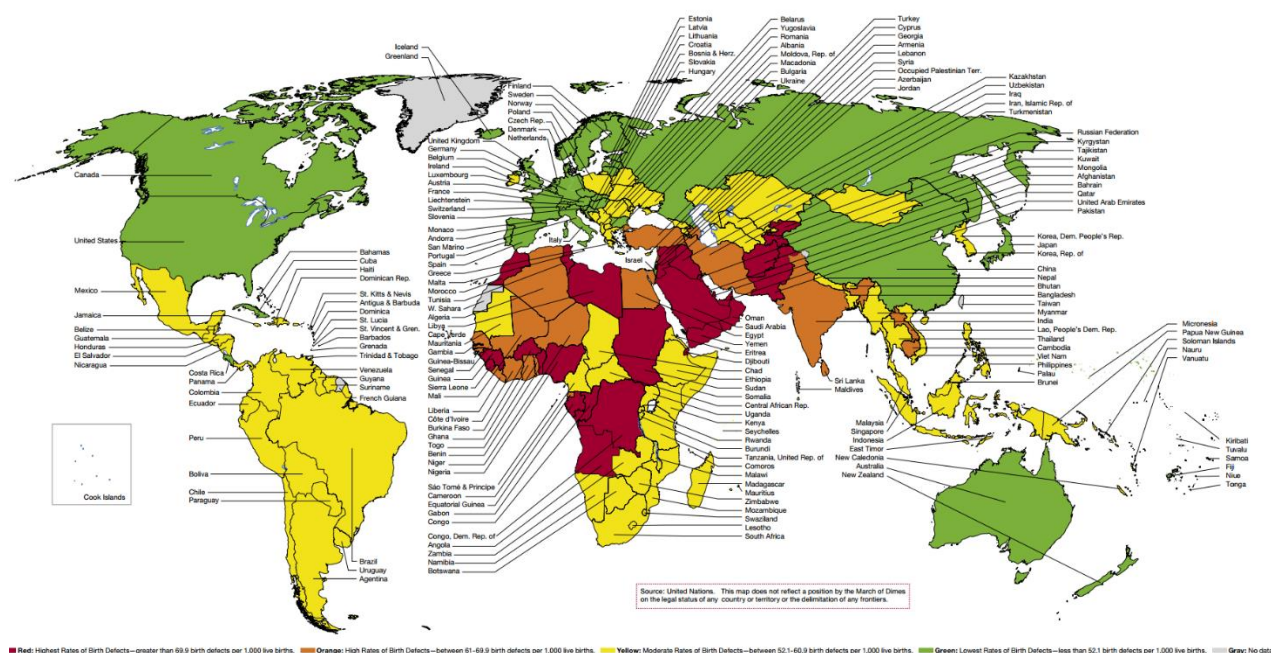 Iceland
Greenland
Estonia
Latvia
Lithuania
Croatia
Bosnia & Herz.
Slovakia
Hungary
Belarus
Yugoslavia
Romania
Albania
Moldova, Rep. of
Macadonia
Bulgaria
Ukraine
Turkey
Cyprus
Georgia
Armenia
Lebanon
Syria
Occupied Palestinian Terr.
Azerbaijan
Jordan
Kazakhstan
Uzbekistan
Iraq
Iran, Islamic Rep. of
Turkmenistan
Finland
Sweden
Norway
Poland
Czech Rep.
Denmark
Netherlands
United Kingdom
Germany
Belgium
Ireland
Luxembourg
Austria
France
Liechtenstein
Switzerland
Slovenia
Monaco
Andorra
San Marino
Portugal
Spain
Greece
Malta
Morocco
Tunisia
W. Sahara
Algeria
Libya
Cape Verde
Mauritania
Gambia
Guinea-Bissau
Senegal
Guinea
Sierra Leone
Mali
Liberia
Côte d'Ivoire
Burkina Faso
Ghana
Togo
Benin
Niger
Nigeria
São Tomé & Principe
Cameroon
Equatorial Guinea
Gabon
Congo
Congo, Dem. Rep. of
Angola
Zambia
Namibia
Botswana
Italy
Israel
Russian Federation
Kyrgystan
Tajikistan
Kuwait
Mongolia
Afghanistan
Bahrain
Qatar
United Arab Emirates
Pakistan
Korea, Dem. People's Rep.
Japan
Korea, Rep. of
China
Nepal
Bhutan
Bangladesh
Taiwan
Myanmar
India
Lao, People's Dem. Rep.
Thailand
Cambodia
Viet Nam
Philippines
Palau
Brunei
Micronesia
Papua New Guinea
Soloman Islands
Nauru
Vanuatu
Canada
United States
Mexico
Jamaica
Belize
Guatemala
Honduras
El Salvador
Nicaragua
Bahamas
Cuba
Haiti
Dominican Rep.
St. Kitts & Nevis
Antigua & Barbuda
Dominica
St. Lucia
St. Vincent & Gren.
Barbados
Grenada
Trinidad & Tobago
Costa Rica
Panama
Colombia
Ecuador
Venezuela
Guyana
Suriname
French Guiana
Peru
Boliva
Chile
Paraguay
Brazil
Uruguay
Agentina
Cook Islands
Oman
Saudi Arabia
Egypt
Yemen
Eritrea
Djibouti
Chad
Ethiopia
Sudan
Somalia
Central African Rep.
Uganda
Kenya
Seychelles
Rwanda
Burundi
Tanzania, United Rep. of
Comoros
Malawi
Madagascar
Mauritius
Zimbabwe
Mozambique
Swaziland
Lesotho
South Africa
Sri Lanka
Maldives
Malaysia
Singapore
Indonesia
East Timor
New Caledonia
Australia
New Zealand
Kiribati
Tuvalu
Samoa
Fiji
Niue
Tonga
Source: United Nations. This map does not reflect a position by the March of Dimes
on the legal status of any country or territory or the delimitation of any frontiers.
Red: Highest Rates of Birth Defects—greater than 69.9 birth defects per 1,000 live births. Orange: High Rates of Birth Defects—between 61-69.9 birth defects per 1,000 live births. Yellow: Moderate Rates of Birth Defects—between 52.1-60.9 birth defects per 1,000 live births. Green: Lowest Rates of Birth Defects—less than 52.1 birth defects per 1,000 live births. Gray: No data